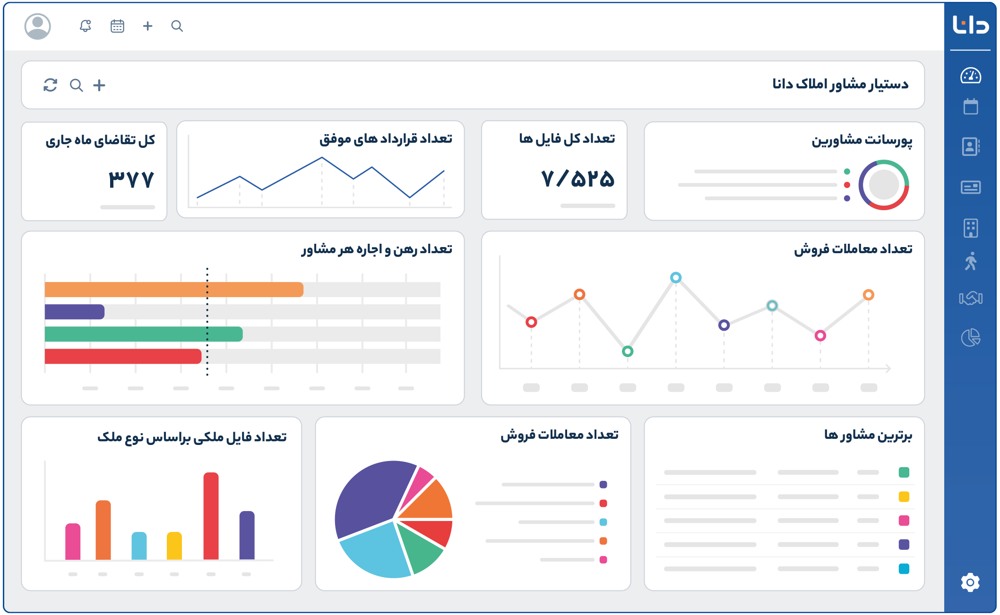 دانا
دستیار مشاور املاک دانا
پورسانت مشاورین
تعداد کل فایل ها
۷/۵۲۵
تعداد قرارداد های موفق
کل تقاضای ماه جاری
۳۷۷
تعداد معاملات فروش
تعداد رهن و اجاره هر مشاور
برترین مشاور ها
تعداد معاملات فروش
تعداد فایل ملکی براساس نوع ملک